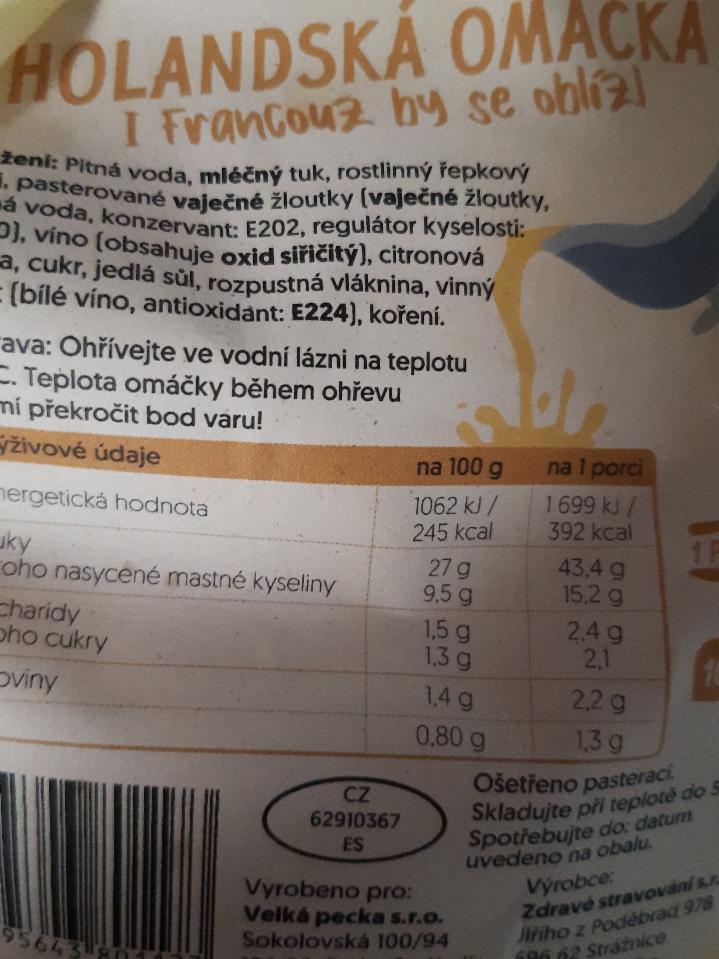 HOLANDSKÁ OMÁČKA
I Francouz by se oblízl
žení: Pitná voda, mléčný tuk, rostlinný řepkový
pasterované vaječné žloutky (vaječné žloutky,
á voda, konzervant: E202, regulátor kyselosti:
0), víno (obsahuje oxid siřičitý), citronová
a, cukr, jedlá sůl, rozpustná vláknina, vinný
(bílé víno, antioxidant: E224), koření.
ava: Ohřívejte ve vodní lázni na teplotu
C. Teplota omáčky během ohřevu
mí překročit bod varu!
ýživové údaje na 100 g na 1 porci
nergetická hodnota 1062 kJ / 1 699 kJ /
245 kcal 392 kcal
uky 27 g 43,4 g
oho nasycené mastné kyseliny 9,5 g 15,2 g
charidy 1,5 g 2,4 g
oho cukry 1,3 g 2,1
oviny 1,4 g 2,2 g
0,80 g 1,3 g
CZ
62910367
ES
Ošetřeno pasterací.
Skladujte při teplotě do 5
Spotřebujte do: datum
uvedeno na obalu.
Vyrobeno pro:
Velká pecka s.r.o.
Sokolovská 100/94
Výrobce:
Zdravé stravování s.r.
Jiřího z Poděbrad 978
696 62 Strážnice